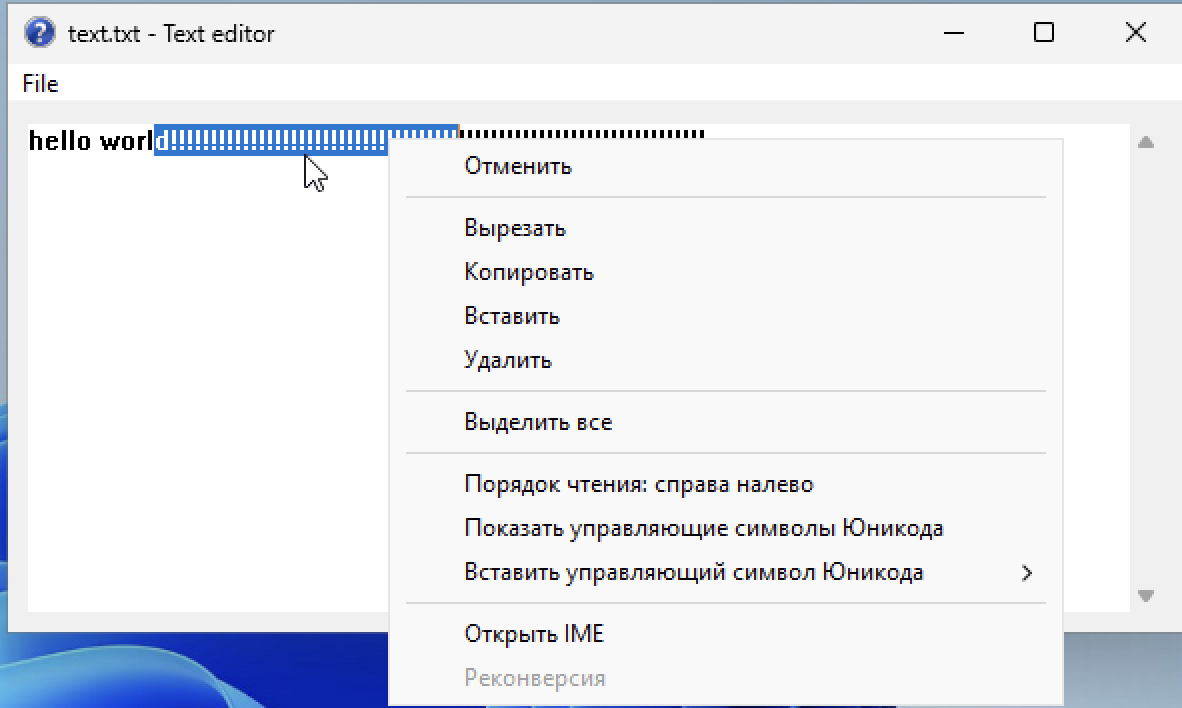 text.txt - Text editor
File
hello world!!!!!!!!!!!!!!!!!!!!!!!!!!!!!!!!!!!!!!!!!!!!!!!!!!!!!!!!!!!!!!!!!!!
Отменить
Вырезать
Копировать
Вставить
Удалить
Выделить все
Порядок чтения: справа налево
Показать управляющие символы Юникода
Вставить управляющий символ Юникода
Открыть IME
Реконверсия